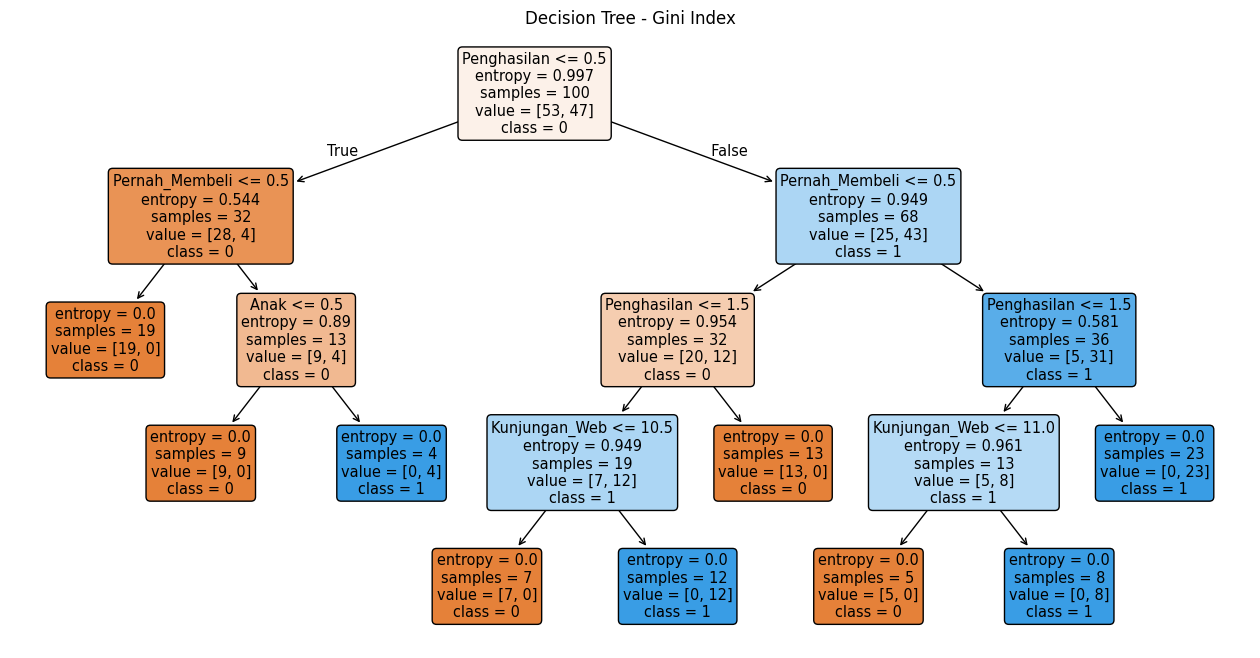 Decision Tree - Gini Index
Penghasilan <= 0.5
entropy = 0.997
samples = 100
value = [53, 47]
class = 0
True
False
Pernah_Membeli <= 0.5
entropy = 0.544
samples = 32
value = [28, 4]
class = 0
Pernah_Membeli <= 0.5
entropy = 0.949
samples = 68
value = [25, 43]
class = 1
entropy = 0.0
samples = 19
value = [19, 0]
class = 0
Anak <= 0.5
entropy = 0.89
samples = 13
value = [9, 4]
class = 0
Penghasilan <= 1.5
entropy = 0.954
samples = 32
value = [20, 12]
class = 0
Penghasilan <= 1.5
entropy = 0.581
samples = 36
value = [5, 31]
class = 1
entropy = 0.0
samples = 9
value = [9, 0]
class = 0
entropy = 0.0
samples = 4
value = [0, 4]
class = 1
Kunjungan_Web <= 10.5
entropy = 0.949
samples = 19
value = [7, 12]
class = 1
entropy = 0.0
samples = 13
value = [13, 0]
class = 0
Kunjungan_Web <= 11.0
entropy = 0.961
samples = 13
value = [5, 8]
class = 1
entropy = 0.0
samples = 23
value = [0, 23]
class = 1
entropy = 0.0
samples = 7
value = [7, 0]
class = 0
entropy = 0.0
samples = 12
value = [0, 12]
class = 1
entropy = 0.0
samples = 5
value = [5, 0]
class = 0
entropy = 0.0
samples = 8
value = [0, 8]
class = 1